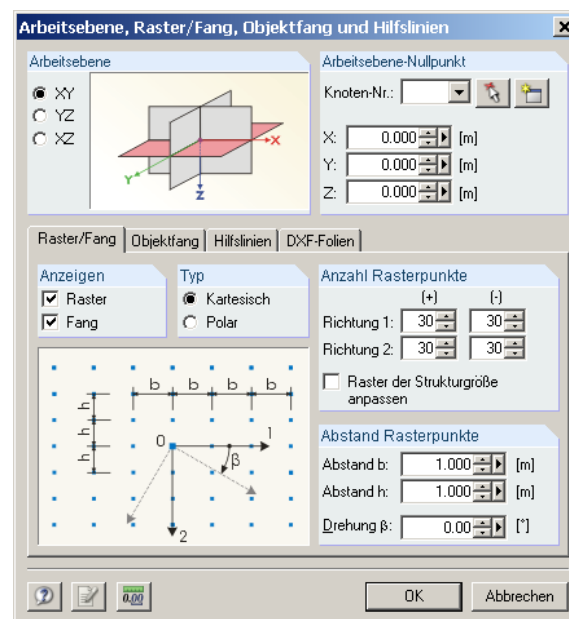 Arbeitsebene, Raster/Fang, Objektfang und Hilfslinien
Arbeitsebene
XY
YZ
XZ
X
Y
Z
Arbeitsebene-Nullpunkt
Knoten-Nr.:
X: 0.000 [m]
Y: 0.000 [m]
Z: 0.000 [m]
Raster/Fang Objektfang Hilfslinien DXF-Folien
Anzeigen
Raster
Fang
Typ
Kartesisch
Polar
b b b b
h
h
h
0
1
β
2
Anzahl Rasterpunkte
(+) (-)
Richtung 1: 30 30
Richtung 2: 30 30
Raster der Strukturgröße
anpassen
Abstand Rasterpunkte
Abstand b: 1.000 [m]
Abstand h: 1.000 [m]
Drehung β: 0.00 [°]
0.00
OK Abbrechen